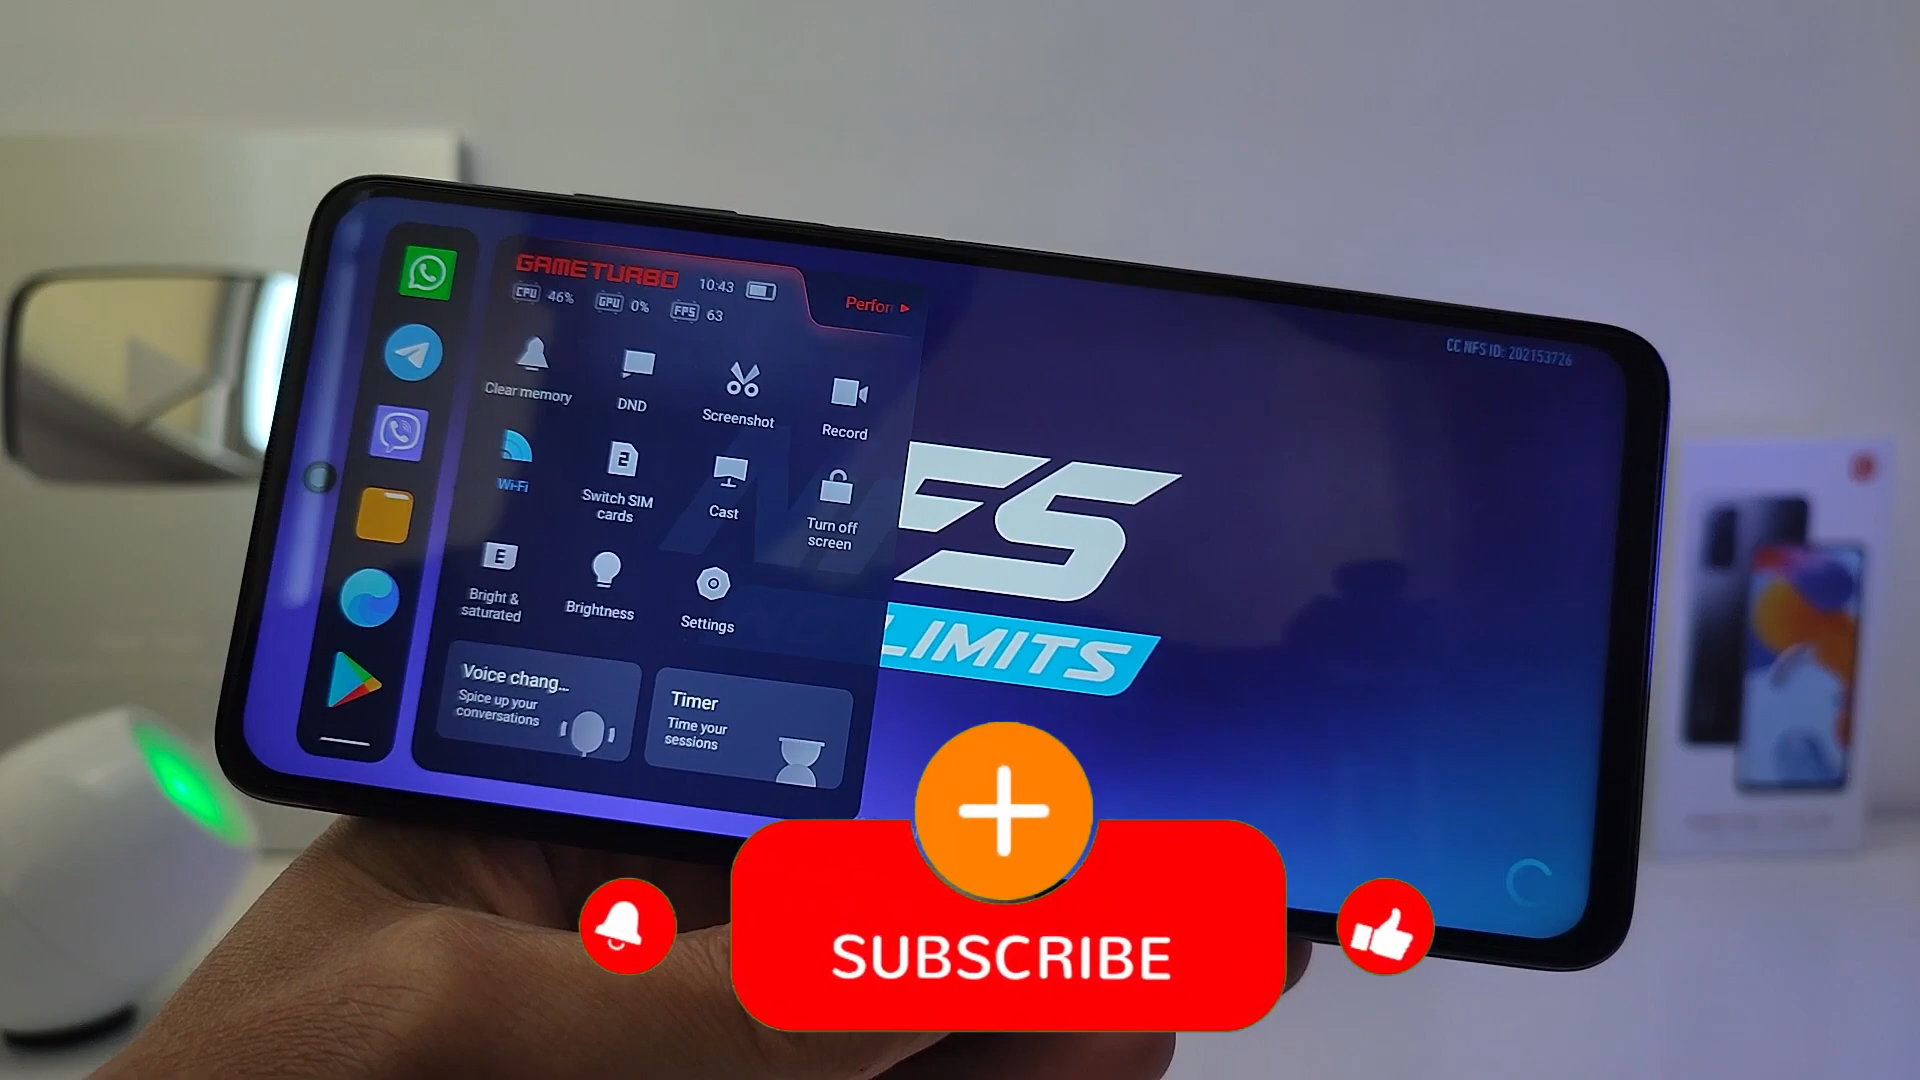 GAMETURBO 10:43
CPU 46% GPU 0% FPS 63
Perfor
CC NFS ID: 202153726
Clear memory
DND
Screenshot
Record
Wi-Fi
2
Switch SIM
cards
Cast
Turn off
screen
E
Bright &
saturated
Brightness
Settings
FS
LIMITS
Voice chang...
Spice up your
conversations
Timer
Time your
sessions
SUBSCRIBE